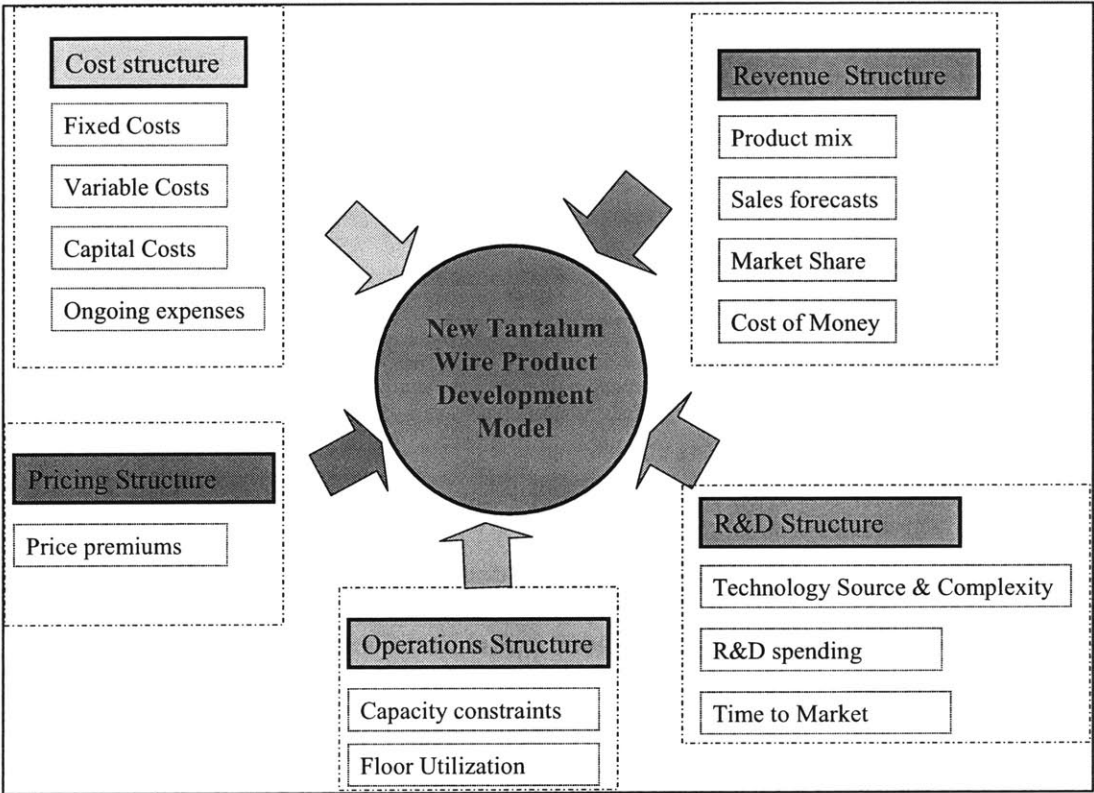 Cost structure
Fixed Costs
Variable Costs
Capital Costs
Ongoing expenses
Revenue Structure
Product mix
Sales forecasts
Market Share
Cost of Money
New Tantalum
Wire Product
Development
Model
Pricing Structure
Price premiums
Operations Structure
Capacity constraints
Floor Utilization
R&D Structure
Technology Source & Complexity
R&D spending
Time to Market